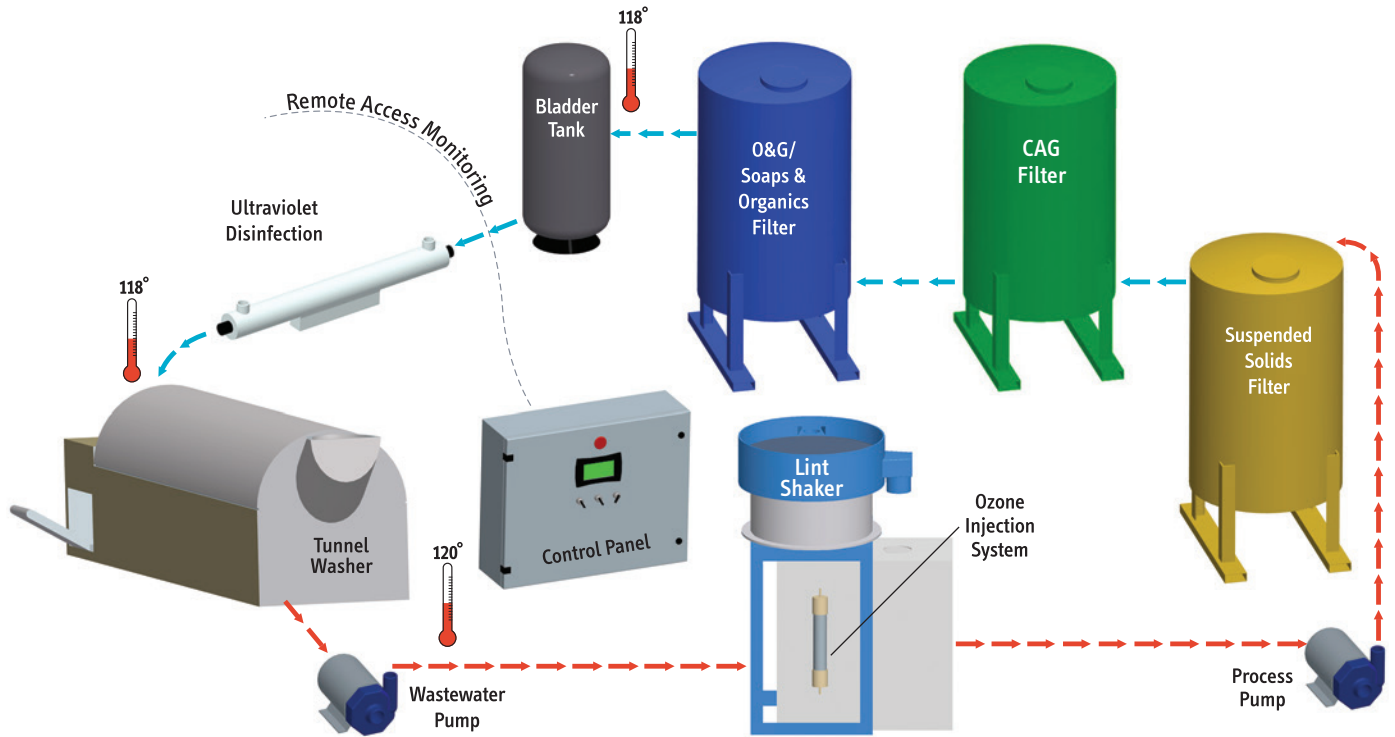 118°
Remote Access Monitoring
Bladder
Tank
O&G/
Soaps &
Organics
Filter
CAG
Filter
Ultraviolet
Disinfection
118°
Suspended
Solids
Filter
Lint
Shaker
Ozone
Injection
System
Control Panel
Tunnel
Washer
120°
Wastewater
Pump
Process
Pump